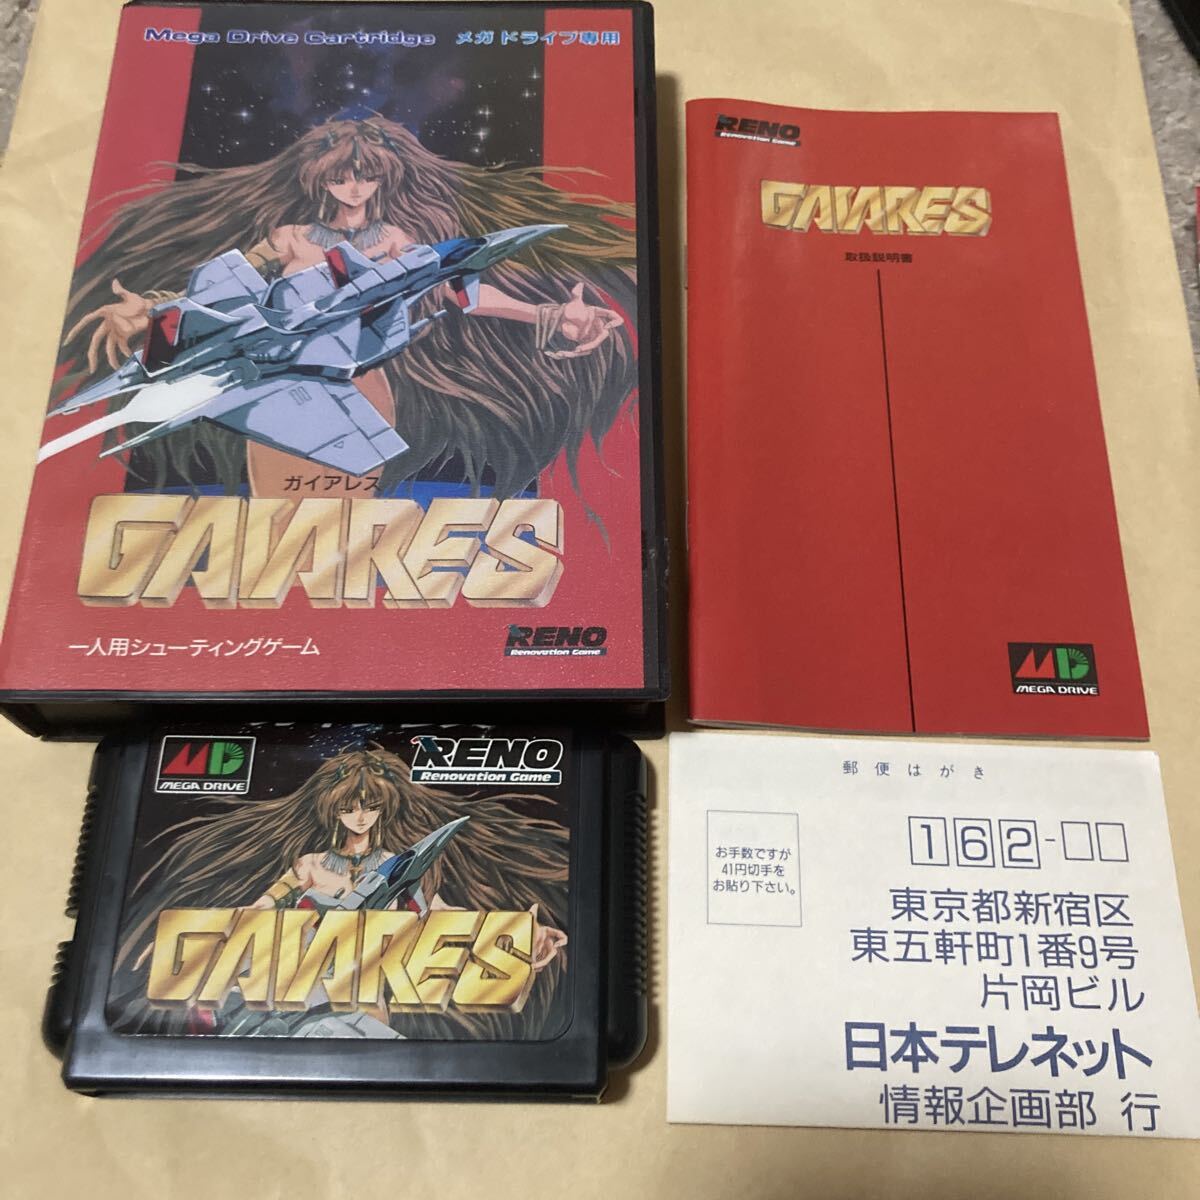 Mega Drive Cartridge メガドライブ専用
ガイアレス
GAIARES
一人用シューティングゲーム
RENO
Renovation Game
RENO
Renovation Game
GAIARES
取扱説明書
MD
MEGA DRIVE
MD
MEGA DRIVE
RENO
Renovation Game
GAIARES
郵便はがき
お手数ですが
41円切手を
お貼り下さい。
162-□□
東京都新宿区
東五軒町1番9号
片岡ビル
日本テレネット
情報企画部 行